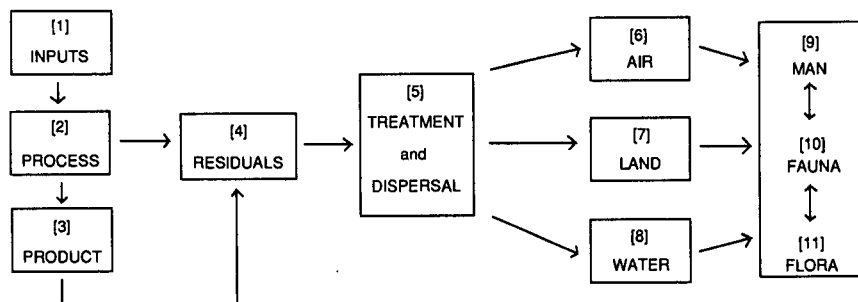 [1]
INPUTS
[2]
PROCESS
[3]
PRODUCT
[4]
RESIDUALS
[5]
TREATMENT
and
DISPERSAL
[6]
AIR
[7]
LAND
[8]
WATER
[9]
MAN
[10]
FAUNA
[11]
FLORA